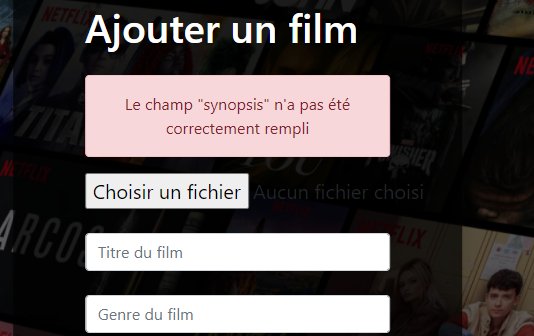 NETFLIX
Ajouter un film
Le champ "synopsis" n'a pas été
correctement rempli
Choisir un fichier Aucun fichier choisi
Titre du film
Genre du film